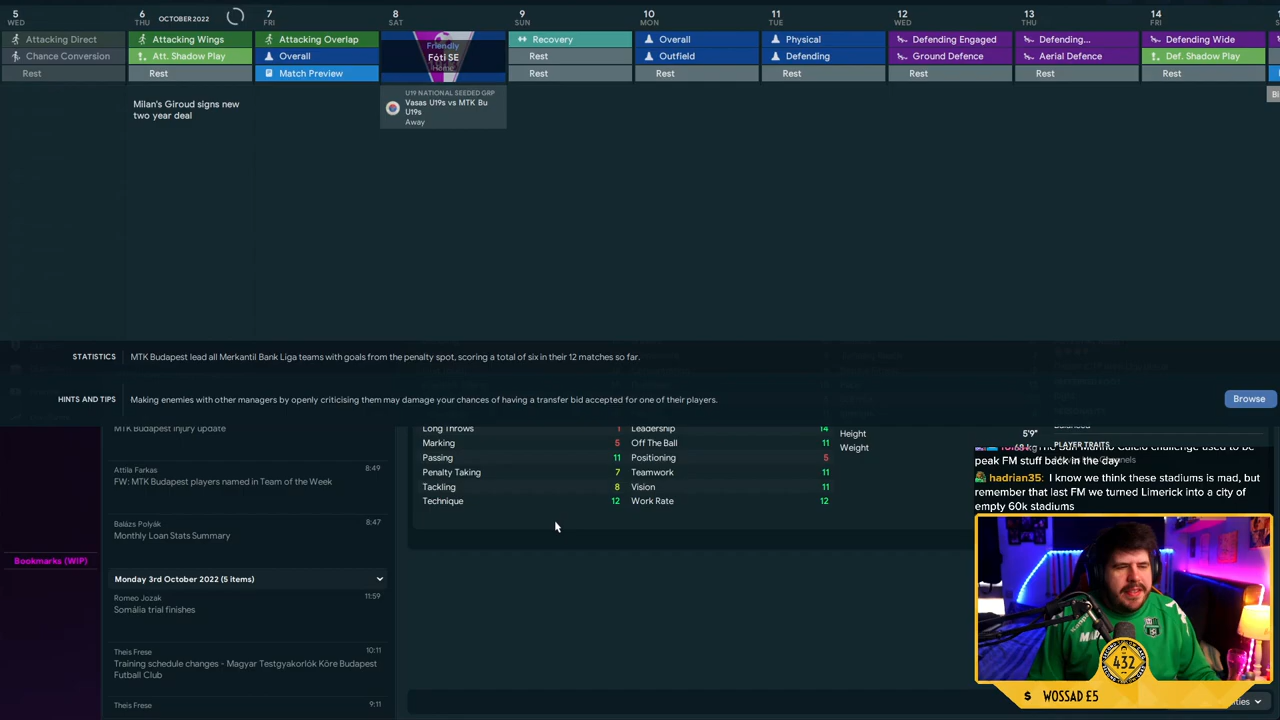 5
WED
6
THU
OCTOBER 2022
7
FRI
8
SAT
9
SUN
10
MON
11
TUE
12
WED
13
THU
14
FRI
Attacking Direct
Attacking Wings
Attacking Overlap
Friendly
Fóti SE
Home
Recovery
Overall
Physical
Defending Engaged
Defending...
Defending Wide
Chance Conversion
Att. Shadow Play
Overall
Rest
Outfield
Defending
Ground Defence
Aerial Defence
Def. Shadow Play
Rest
Rest
Match Preview
Rest
Rest
Rest
Rest
Rest
Rest
Milan's Giroud signs new
two year deal
U19 NATIONAL SEEDED GRP
Vasas U19s vs MTK Bu
U19s
Away
STATISTICS
MTK Budapest lead all Merkantil Bank Liga teams with goals from the penalty spot, scoring a total of six in their 12 matches so far.
HINTS AND TIPS
Making enemies with other managers by openly criticising them may damage your chances of having a transfer bid accepted for one of their players.
Browse
MTK Budapest injury update
Attila Farkas
8:49
FW: MTK Budapest players named in Team of the Week
Balázs Polyák
8:47
Monthly Loan Stats Summary
Bookmarks (WIP)
Monday 3rd October 2022 (5 items)
Romeo Jozak
11:59
Somália trial finishes
Theis Frese
10:11
Training schedule changes - Magyar Testgyakorlók Köre Budapest
Futball Club
Theis Frese
9:11
Long Throws 1
Leadership 14
Marking 5
Off The Ball 11
Passing 11
Positioning 5
Penalty Taking 7
Teamwork 11
Tackling 8
Vision 11
Technique 12
Work Rate 12
Height 5'9"
Weight 68 kg
Balanced
PLAYER TRAITS
peak FM stuff back in the day
hadrian35: I know we think these stadiums is mad, but
remember that last FM we turned Limerick into a city of
empty 60k stadiums
432
$ WOSSAD £5